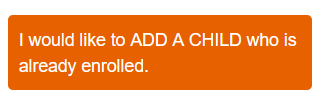 I would like to ADD A CHILD who is
already enrolled.